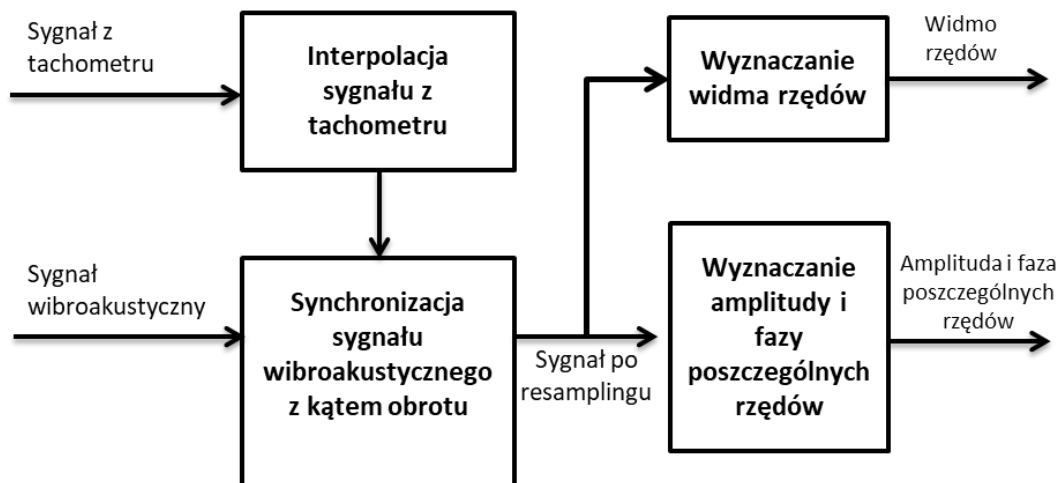 Sygnał z
tachometru
Interpolacja
sygnału z
tachometru
Wyznaczanie
widma rzędów
Widmo
rzędów
Sygnał
wibroakustyczny
Synchronizacja
sygnału
wibroakustycznego
z kątem obrotu
Sygnał po
resamplingu
Wyznaczanie
amplitudy i
fazy
poszczególnych
rzędów
Amplituda i faza
poszczególnych
rzędów